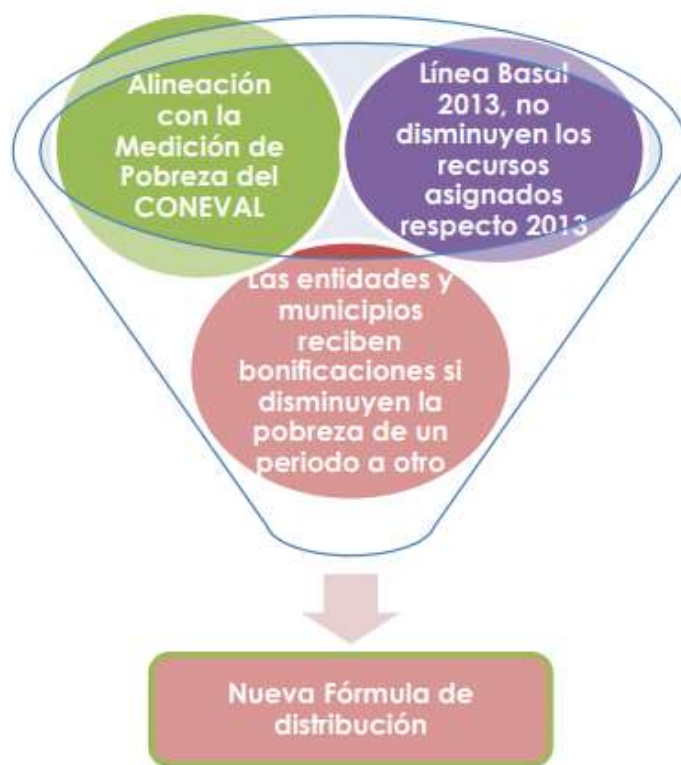 Alineación
con la
Medición de
Pobreza del
CONEVAL
Línea Basal
2013, no
disminuyen los
recursos
asignados
respecto 2013
Las entidades y
municipios
reciben
bonificaciones si
disminuyen la
pobreza de un
periodo a otro
Nueva Fórmula de
distribución